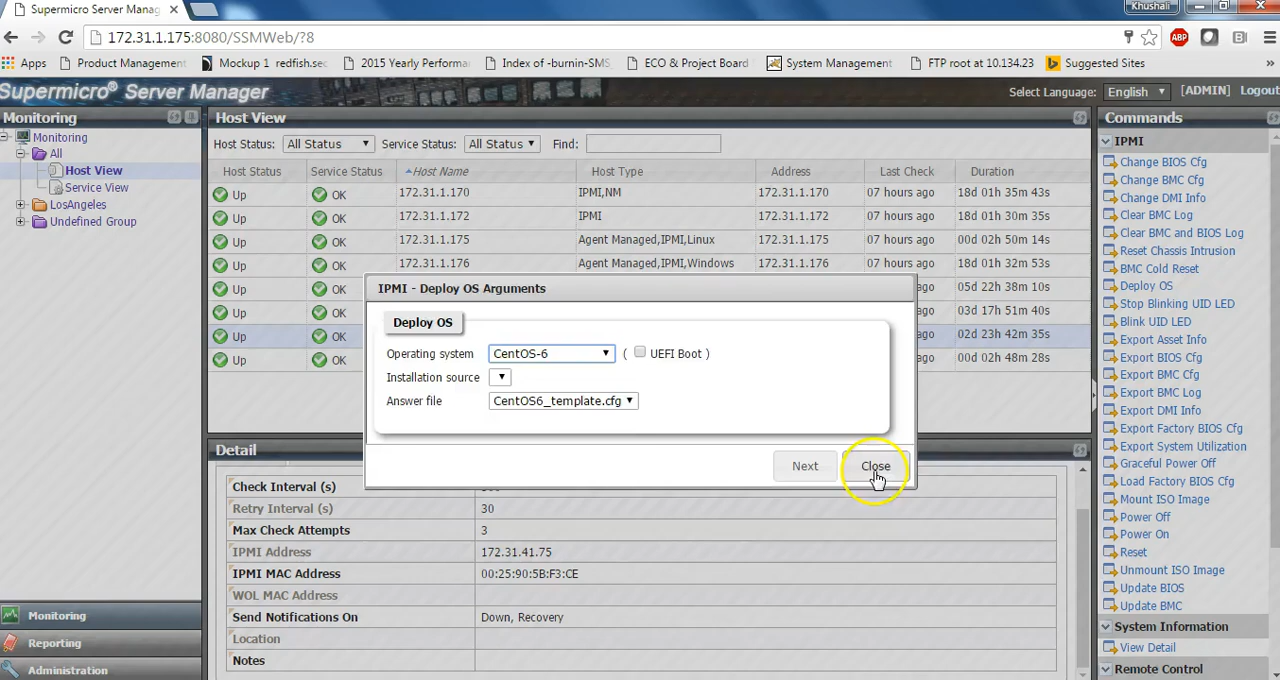 Supermicro Server Manag
Khushali
172.31.1.175:8080/SSMWeb/?8
ABP
Apps Product Management Mockup 1 redfish.sec 2015 Yearly Performa Index of -burnin-SMS_ ECO & Project Board System Management FTP root at 10.134.23 Suggested Sites »
Supermicro® Server Manager
Select Language: English [ADMIN] Logout
Monitoring
Monitoring
All
Host View
Service View
LosAngeles
Undefined Group
Monitoring
Reporting
Administration
Host View
Host Status: All Status Service Status: All Status Find:
Host Status Service Status Host Name Host Type Address Last Check Duration
Up OK 172.31.1.170 IPMI,NM 172.31.1.170 07 hours ago 18d 01h 35m 43s
Up OK 172.31.1.172 IPMI 172.31.1.172 07 hours ago 18d 01h 30m 35s
Up OK 172.31.1.175 Agent Managed,IPMI,Linux 172.31.1.175 07 hours ago 00d 02h 50m 14s
Up OK 172.31.1.176 Agent Managed,IPMI,Windows 172.31.1.176 07 hours ago 18d 01h 32m 53s
Up OK ago 05d 22h 38m 10s
Up OK ago 03d 17h 51m 40s
Up OK ago 02d 23h 42m 35s
Up OK ago 00d 02h 48m 28s
IPMI - Deploy OS Arguments
Deploy OS
Operating system CentOS-6 ( UEFI Boot )
Installation source
Answer file CentOS6_template.cfg
Next Close
Detail
Check Interval (s)
Retry Interval (s) 30
Max Check Attempts 3
IPMI Address 172.31.41.75
IPMI MAC Address 00:25:90:5B:F3:CE
WOL MAC Address
Send Notifications On Down, Recovery
Location
Notes
Commands
IPMI
Change BIOS Cfg
Change BMC Cfg
Change DMI Info
Clear BMC Log
Clear BMC and BIOS Log
Reset Chassis Intrusion
BMC Cold Reset
Deploy OS
Stop Blinking UID LED
Blink UID LED
Export Asset Info
Export BIOS Cfg
Export BMC Cfg
Export BMC Log
Export DMI Info
Export Factory BIOS Cfg
Export System Utilization
Graceful Power Off
Load Factory BIOS Cfg
Mount ISO Image
Power Off
Power On
Reset
Unmount ISO Image
Update BIOS
Update BMC
System Information
View Detail
Remote Control